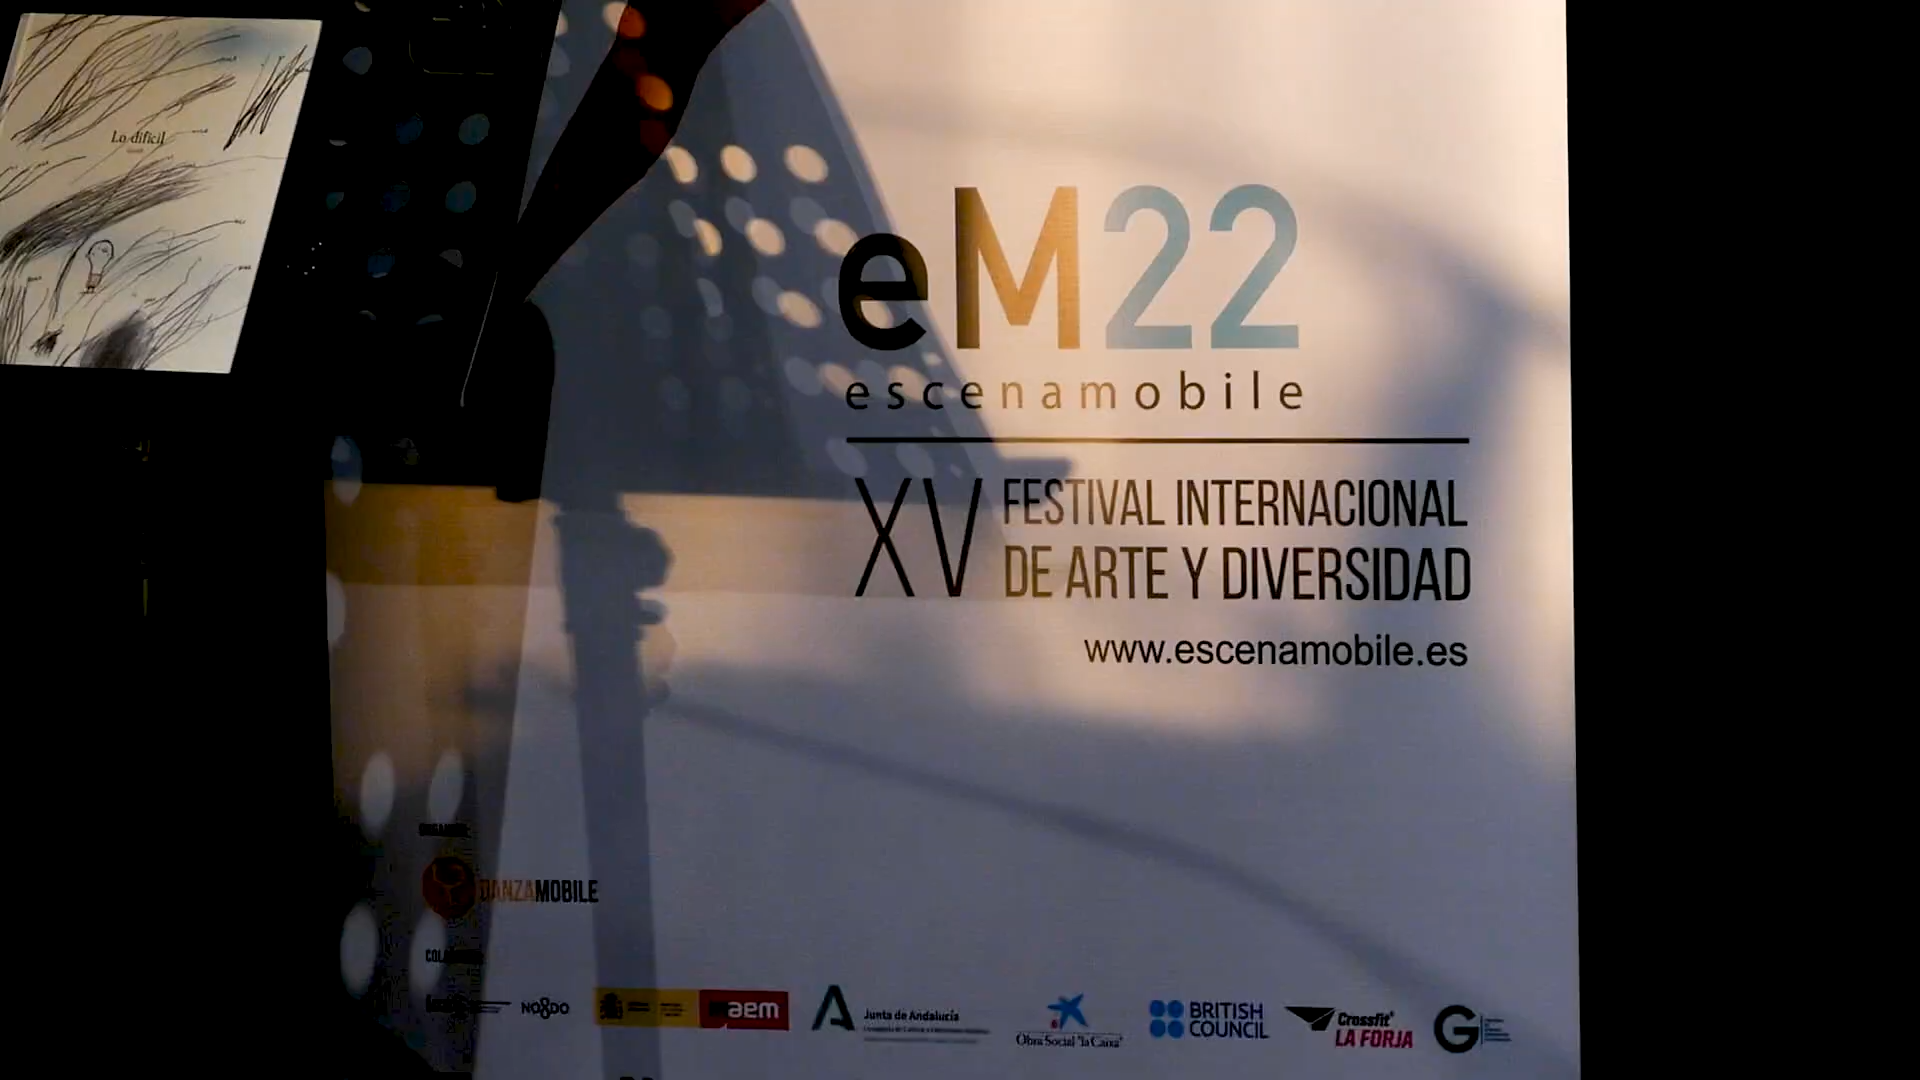 Lo difícil
eM22
escenamobile
XV FESTIVAL INTERNACIONAL
DE ARTE Y DIVERSIDAD
www.escenamobile.es
DANZAMOBILE
NO8DO
aem
Junta de Andalucía
Obra Social "la Caixa"
BRITISH
COUNCIL
Crossfit
LA FORJA
G